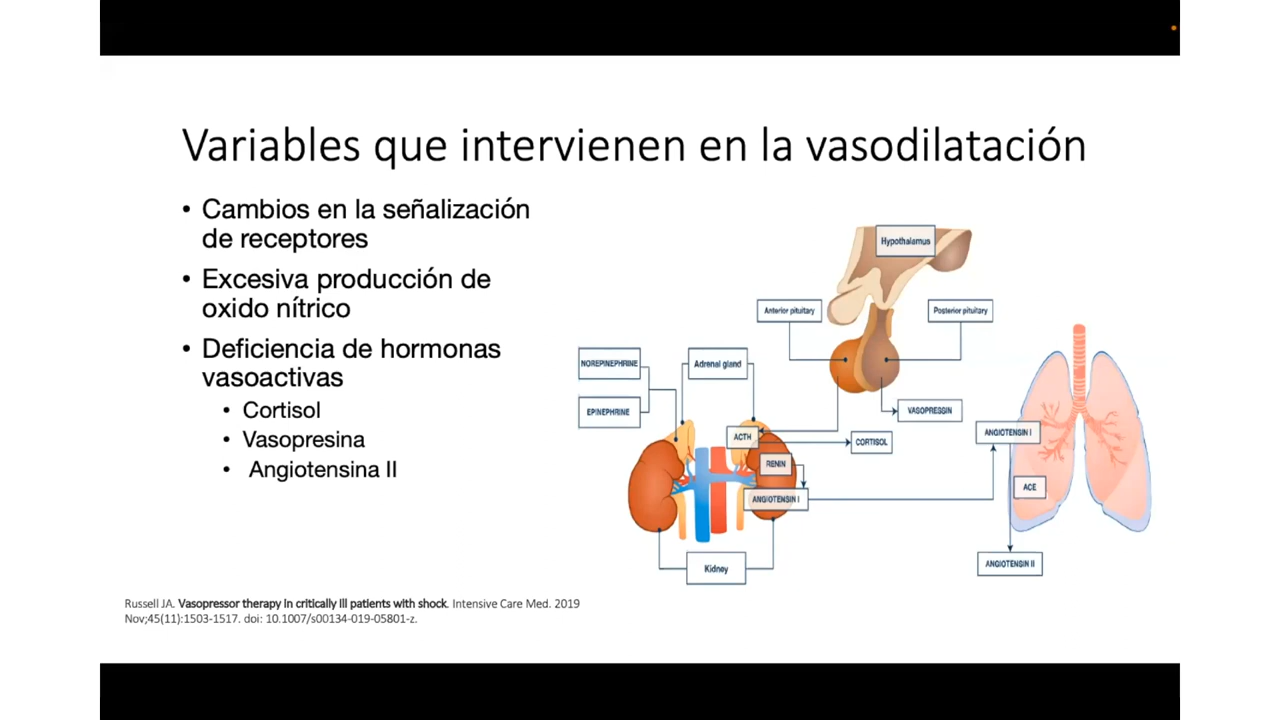 Variables que intervienen en la vasodilatación
• Cambios en la señalización
de receptores
• Excesiva producción de
oxido nítrico
• Deficiencia de hormonas
vasoactivas
• Cortisol
• Vasopresina
• Angiotensina II
Hypothalamus
Anterior pituitary
Posterior pituitary
NOREPINEPHRINE
Adrenal gland
EPINEPHRINE
VASOPRESSIN
ACTH
CORTISOL
ANGIOTENSIN I
RENIN
ACE
ANGIOTENSIN I
Kidney
ANGIOTENSIN II
Russell JA. Vasopressor therapy in critically ill patients with shock. Intensive Care Med. 2019
Nov;45(11):1503-1517. doi: 10.1007/s00134-019-05801-z.